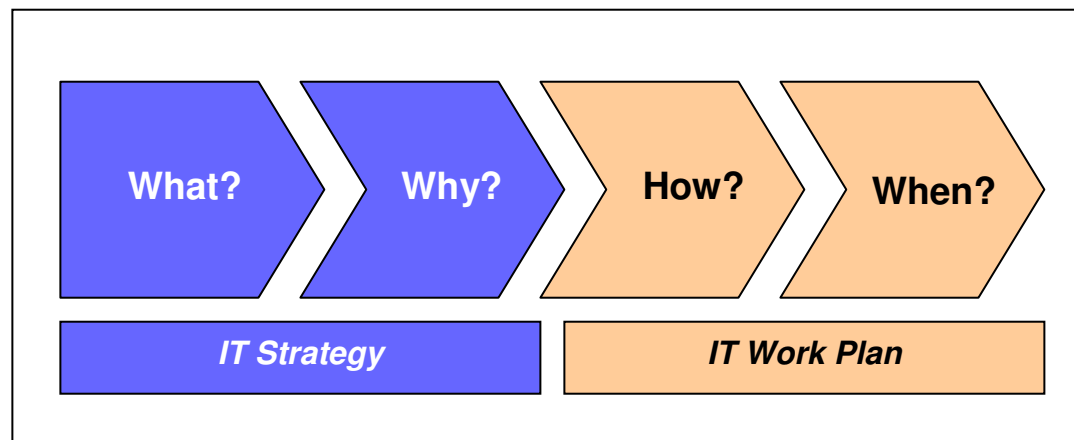 What?
Why?
How?
When?
IT Strategy
IT Work Plan